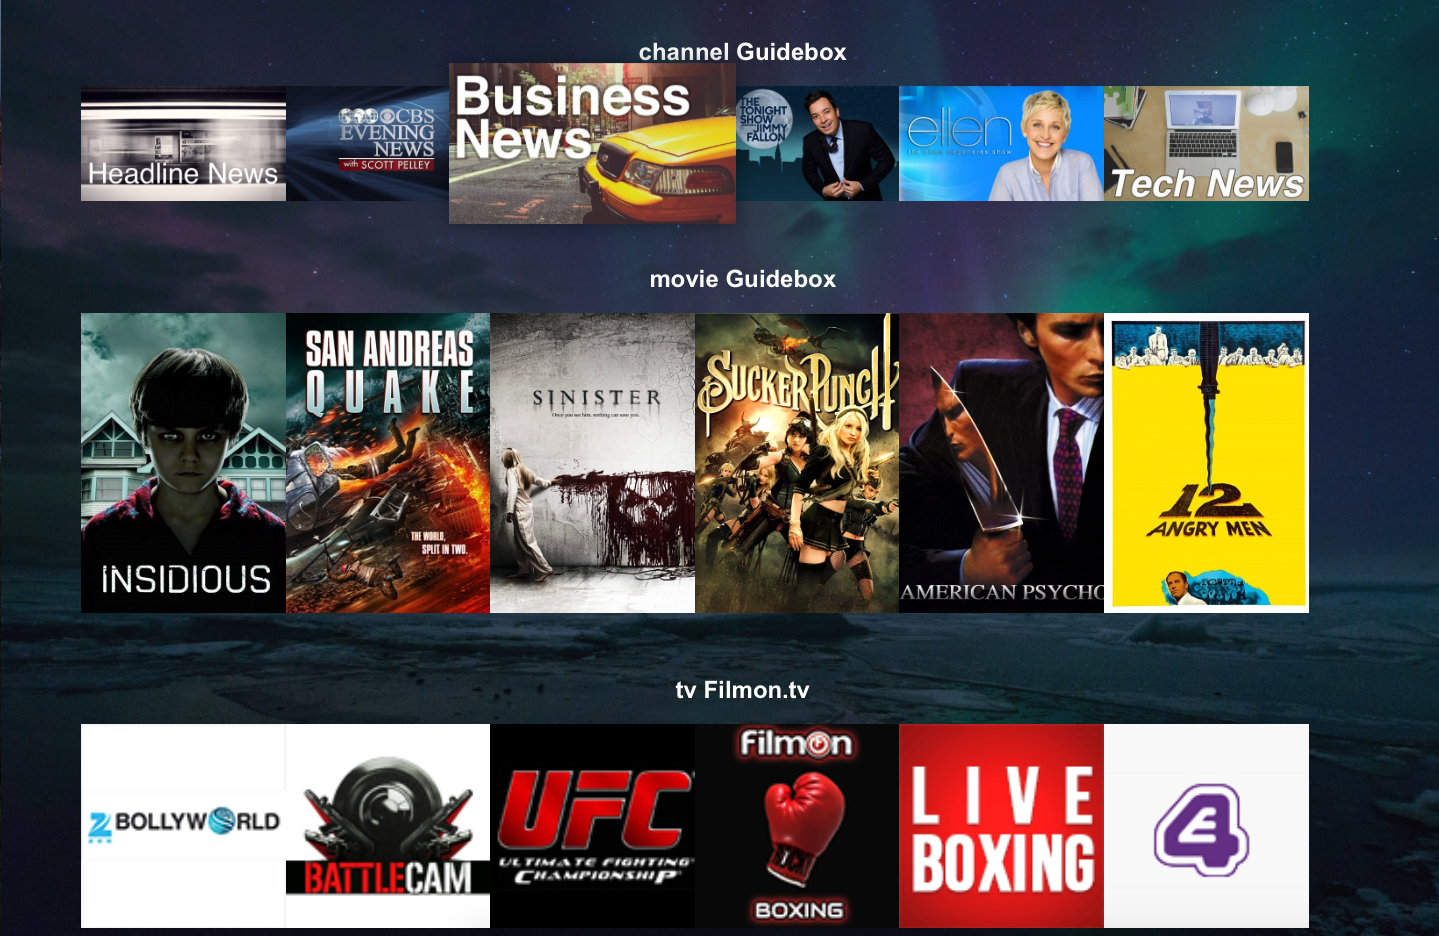 channel Guidebox
Headline News
CBS
EVENING
NEWS
with SCOTT PELLEY
Business
News
THE
TONIGHT
SHOW
JIMMY
FALLON
ellen
Tech News
movie Guidebox
INSIDIOUS
SAN ANDREAS
QUAKE
THE WORLD,
SPLIT IN TWO.
SINISTER
Once you see him, nothing can save you.
SUCKER PUNCH
AMERICAN PSYCHO
12
ANGRY MEN
tv Filmon.tv
Z BOLLYWORLD
BATTLECAM
UFC
ULTIMATE FIGHTING
CHAMPIONSHIP
FilmOn
BOXING
LIVE
BOXING
4